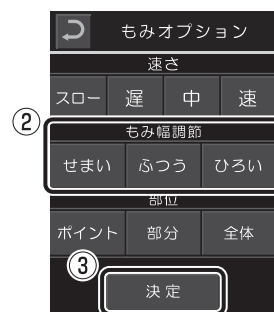 もみオプション
速さ
スロー 遅 中 速
②
もみ幅調節
せまい ふつう ひろい
部位
ポイント 部分 全体
③
決定